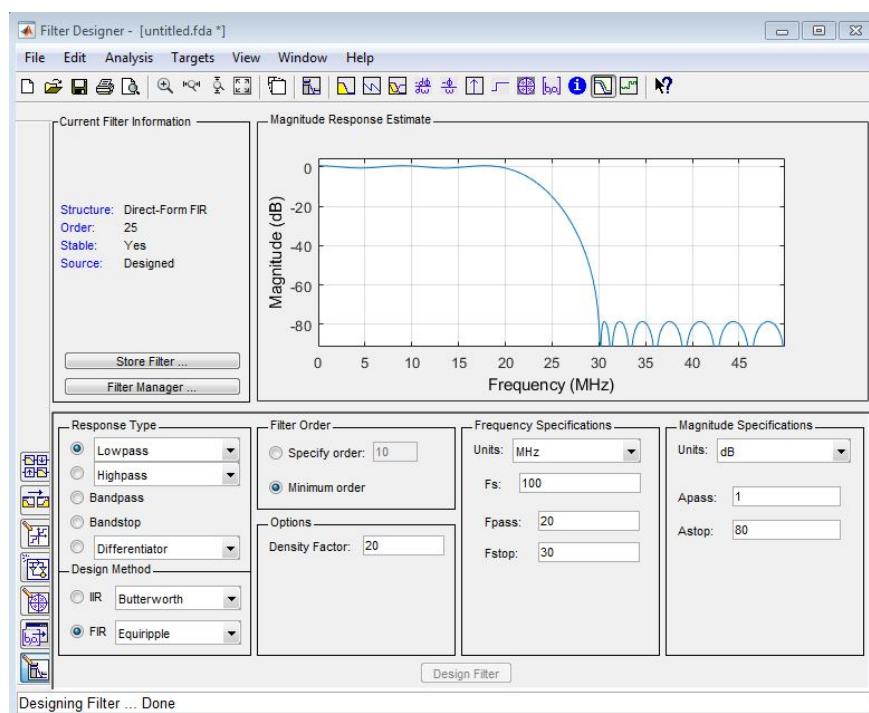 Filter Designer - [untitled.fda *]
File Edit Analysis Targets View Window Help
Current Filter Information
Structure: Direct-Form FIR
Order: 25
Stable: Yes
Source: Designed
Store Filter ...
Filter Manager ...
Magnitude Response Estimate
Magnitude (dB)
0
-20
-40
-60
-80
0 5 10 15 20 25 30 35 40 45
Frequency (MHz)
Response Type
Lowpass
Highpass
Bandpass
Bandstop
Differentiator
Design Method
IIR Butterworth
FIR Equiripple
Filter Order
Specify order: 10
Minimum order
Options
Density Factor: 20
Frequency Specifications
Units: MHz
Fs: 100
Fpass: 20
Fstop: 30
Magnitude Specifications
Units: dB
Apass: 1
Astop: 80
Design Filter
Designing Filter ... Done